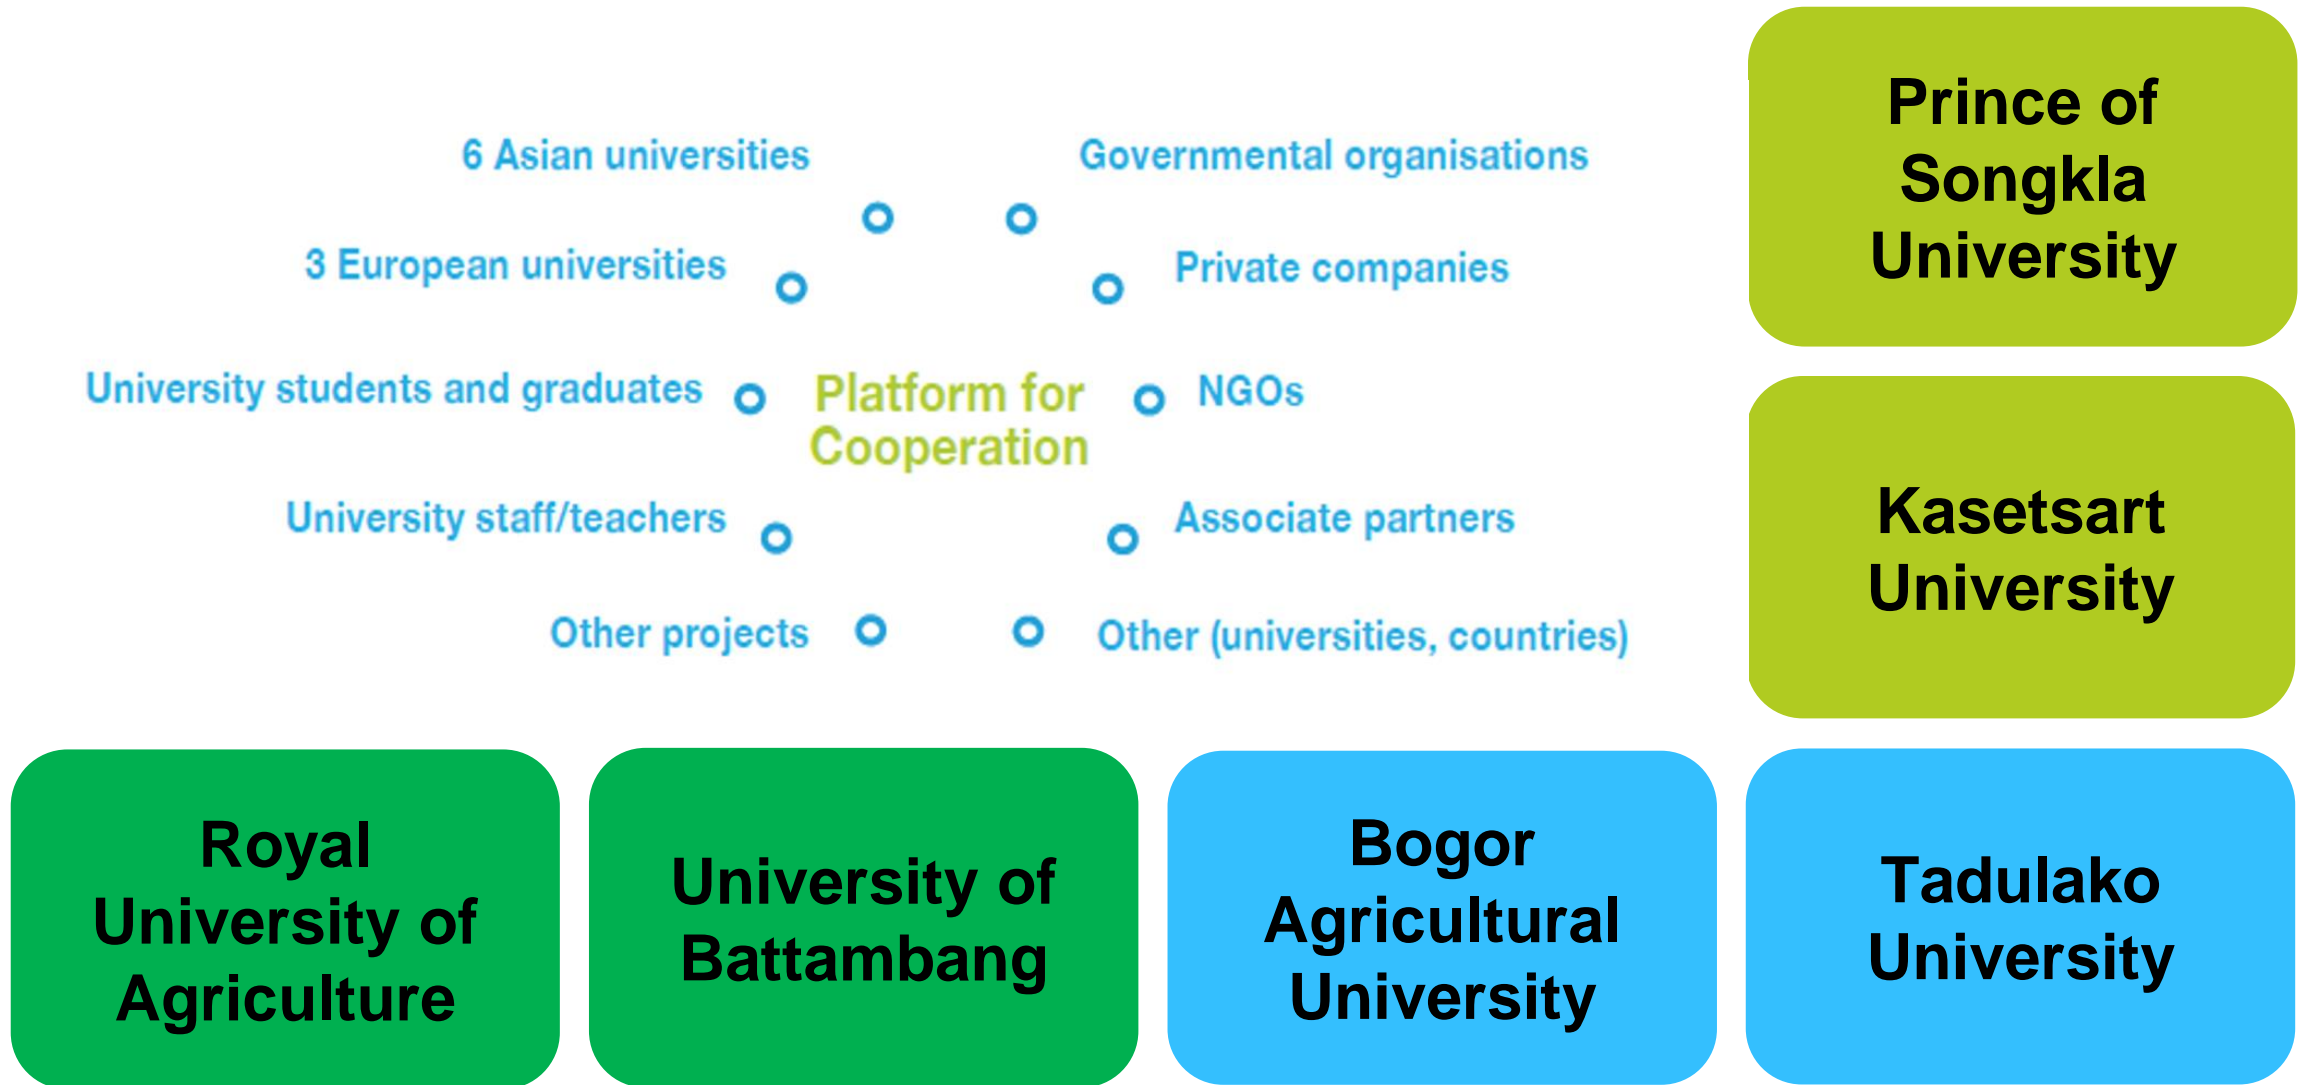 6 Asian universities
Governmental organisations
3 European universities
Private companies
University students and graduates
Platform for
Cooperation
NGOs
University staff/teachers
Associate partners
Other projects
Other (universities, countries)
Prince of
Songkla
University
Kasetsart
University
Royal
University of
Agriculture
University of
Battambang
Bogor
Agricultural
University
Tadulako
University